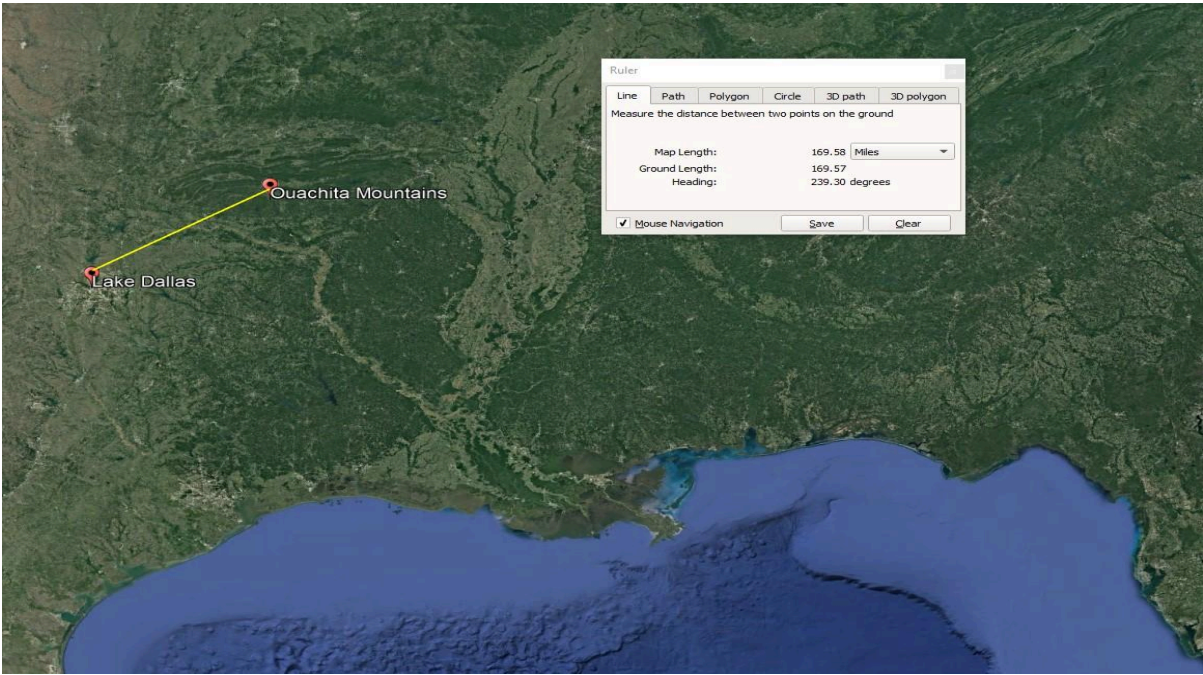 Ruler
Line Path Polygon Circle 3D path 3D polygon
Measure the distance between two points on the ground
Map Length: 169.58 Miles
Ground Length: 169.57
Heading: 239.30 degrees
Mouse Navigation Save Clear
Ouachita Mountains
Lake Dallas